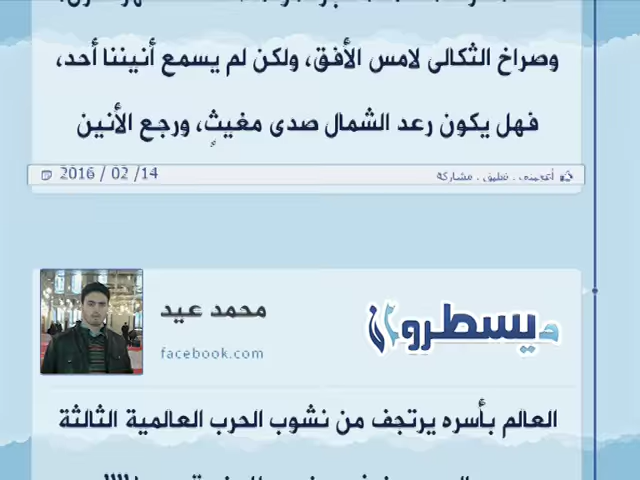 وصراخ الثكالى لامس الأفق، ولكن لم يسمع أنيننا أحد،
فهل يكون رعد الشمال صدى مغيثٍ، ورجع الأنين
أعجبني . تعليق . مشاركة
2016 / 02 /14
يسطرون
محمد عيد
facebook.com
العالم بأسره يرتجف من نشوب الحرب العالمية الثالثة